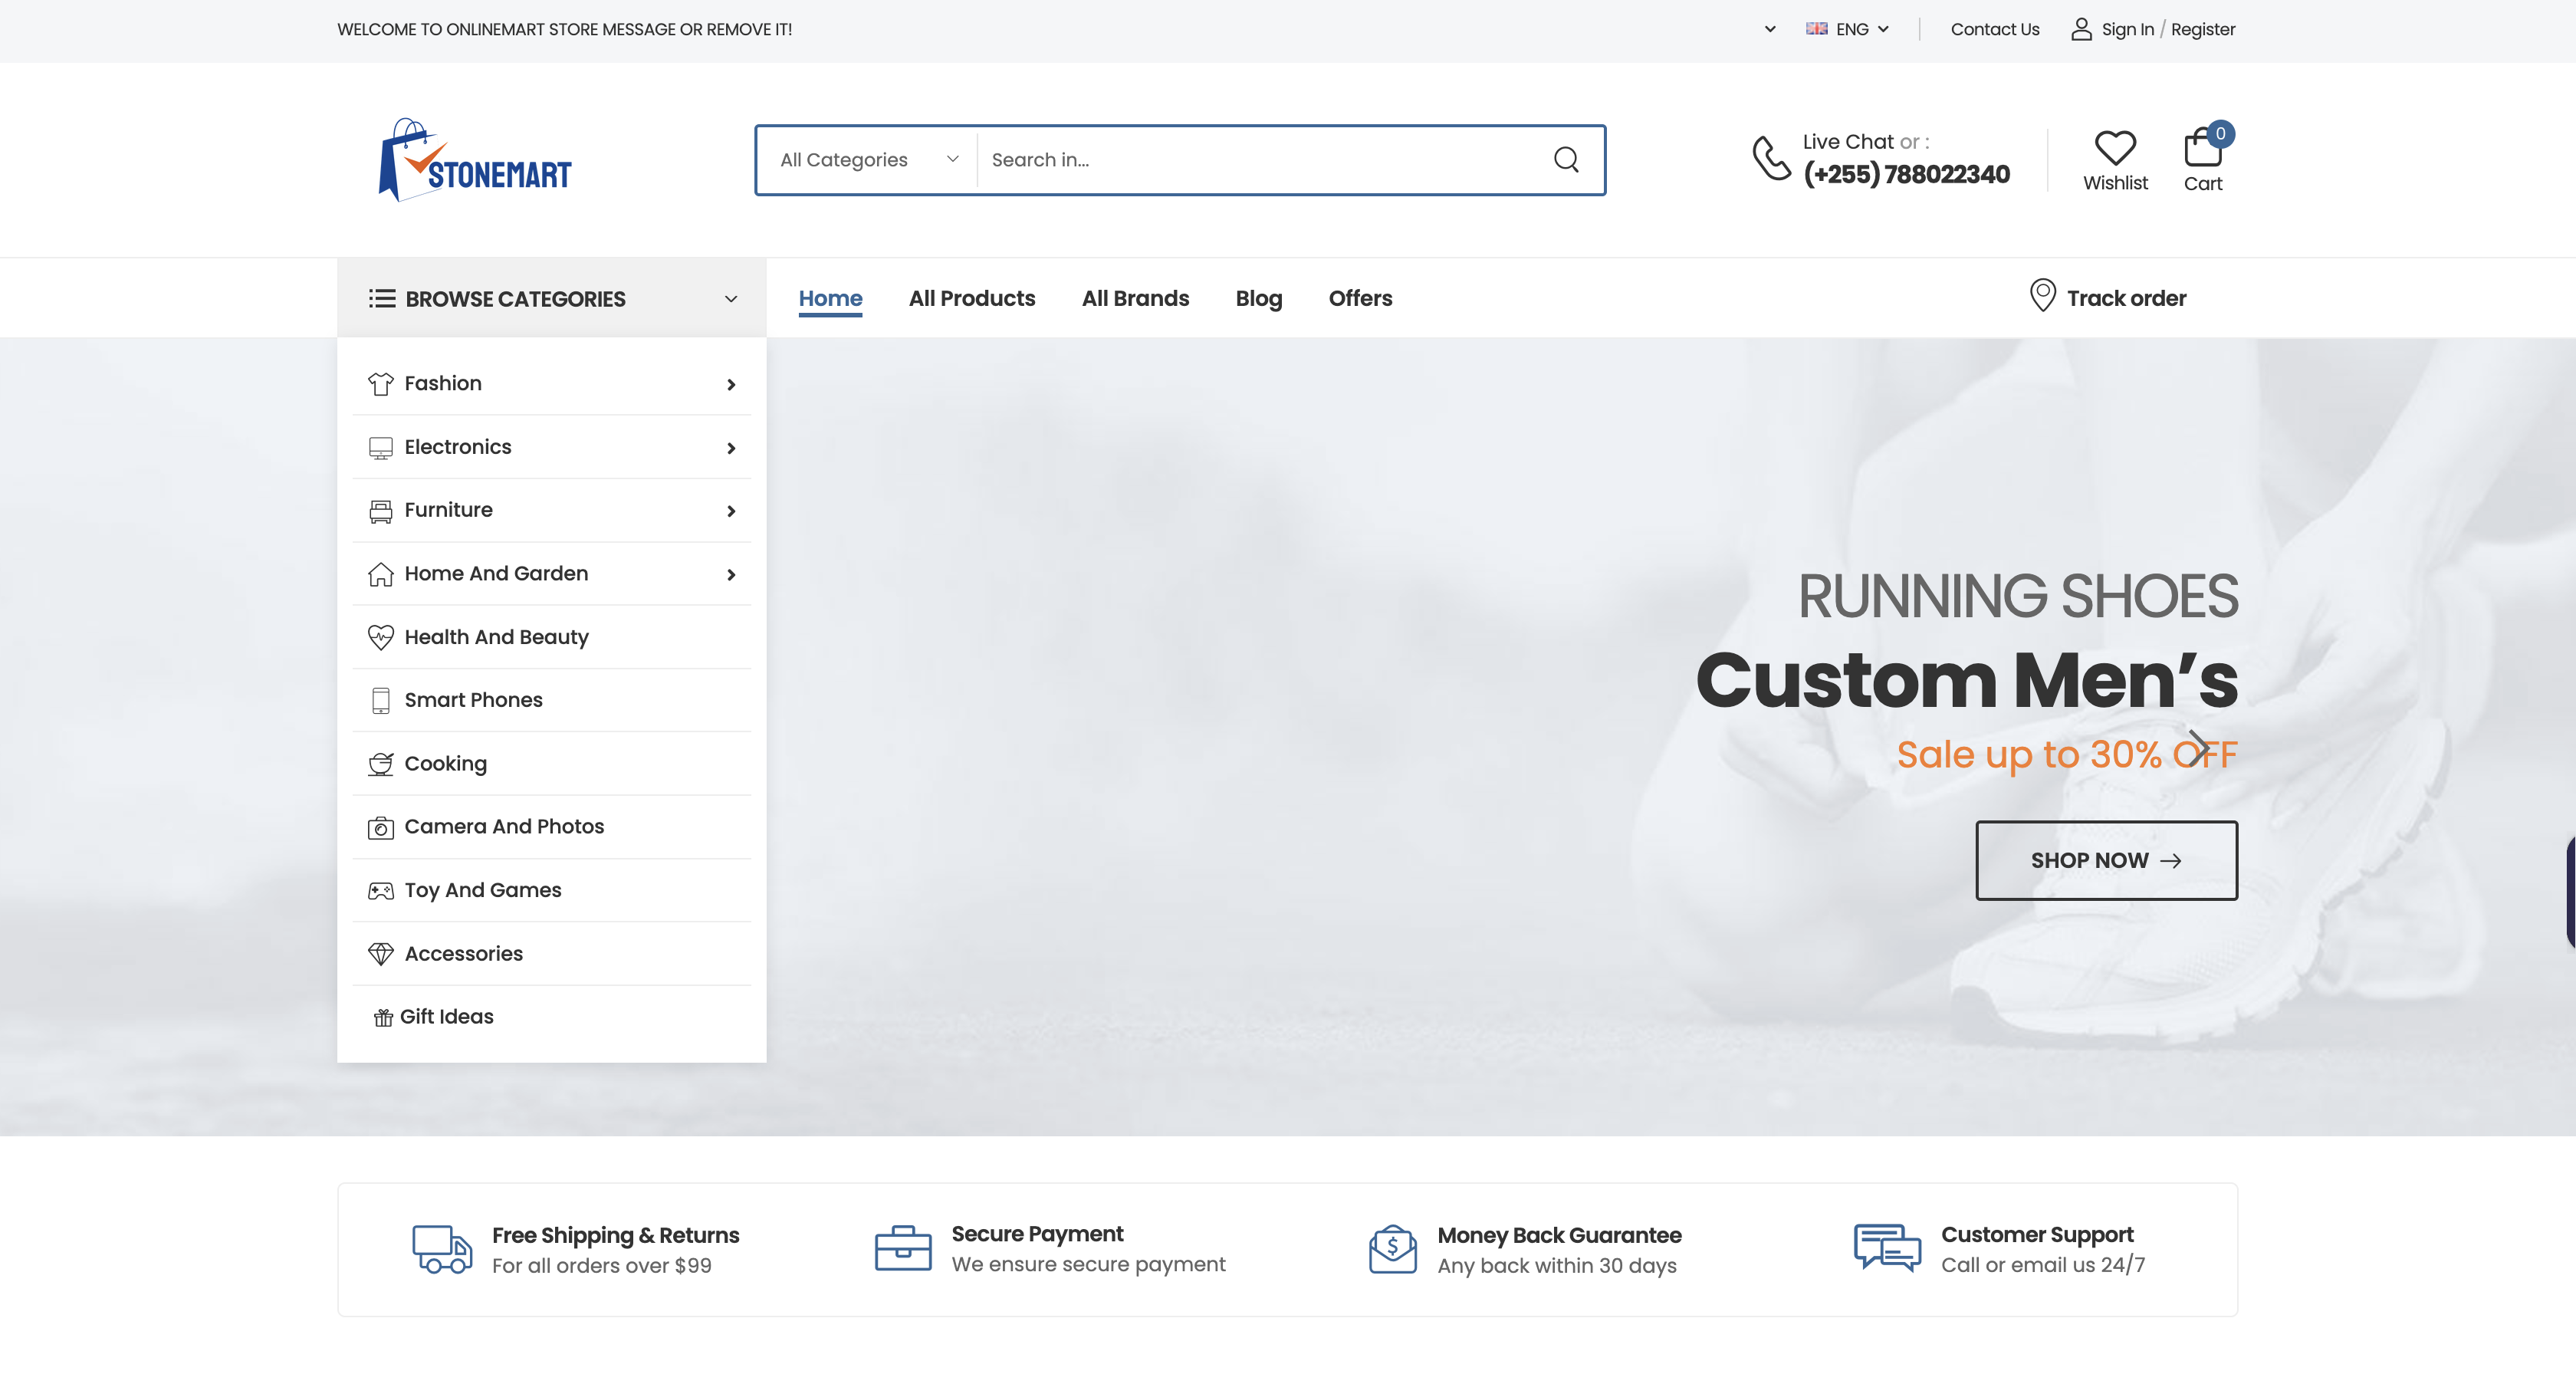 WELCOME TO ONLINEMART STORE MESSAGE OR REMOVE IT!
ENG
Contact Us
Sign In / Register
STONEMART
All Categories
Search in...
Live Chat or :
(+255) 788022340
Wishlist
0
Cart
BROWSE CATEGORIES
Home
All Products
All Brands
Blog
Offers
Track order
Fashion
Electronics
Furniture
Home And Garden
Health And Beauty
Smart Phones
Cooking
Camera And Photos
Toy And Games
Accessories
Gift Ideas
RUNNING SHOES
Custom Men’s
Sale up to 30% OFF
SHOP NOW
Free Shipping & Returns
For all orders over $99
Secure Payment
We ensure secure payment
Money Back Guarantee
Any back within 30 days
Customer Support
Call or email us 24/7